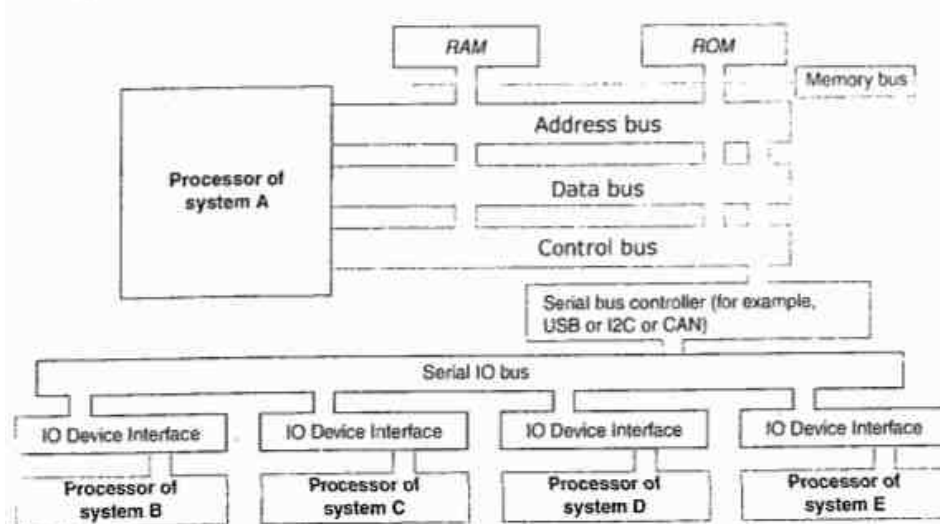 RAM
ROM
Memory bus
Address bus
Processor of
system A
Data bus
Control bus
Serial bus controller (for example,
USB or I2C or CAN)
Serial IO bus
IO Device Interface
IO Device Interface
IO Device Interface
IO Device Interface
Processor of
system B
Processor of
system C
Processor of
system D
Processor of
system E